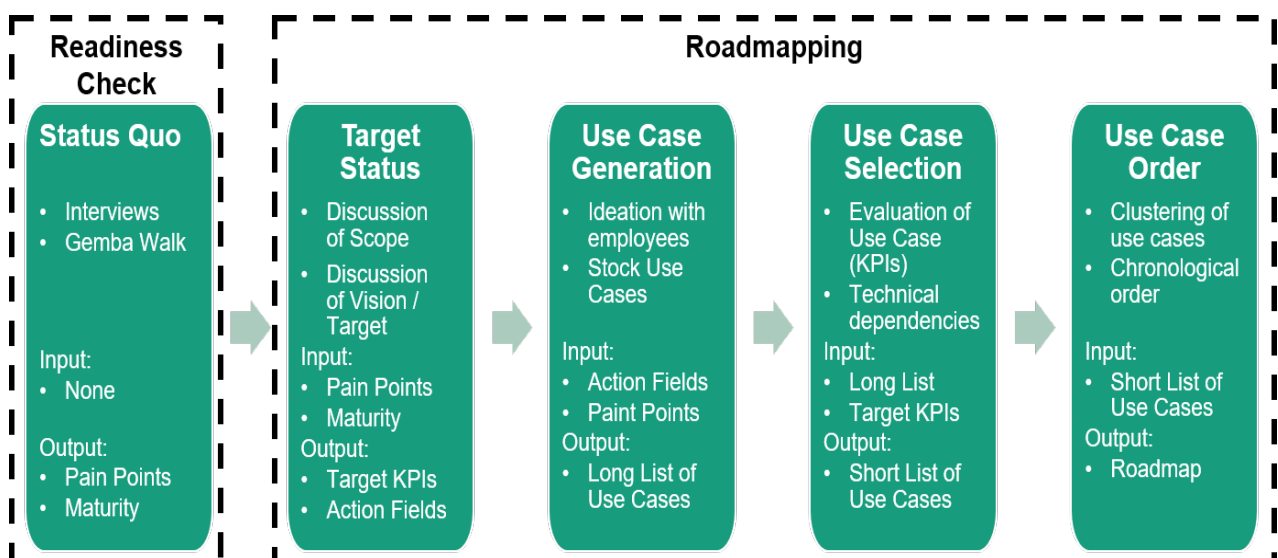 Readiness
Check
Roadmapping
Status Quo
• Interviews
• Gemba Walk
Input:
• None
Output:
• Pain Points
• Maturity
Target
Status
• Discussion
of Scope
• Discussion
of Vision /
Target
Input:
• Pain Points
• Maturity
Output:
• Target KPIs
• Action Fields
Use Case
Generation
• Ideation with
employees
• Stock Use
Cases
Input:
• Action Fields
• Paint Points
Output:
• Long List of
Use Cases
Use Case
Selection
• Evaluation of
Use Case
(KPIs)
• Technical
dependencies
Input:
• Long List
• Target KPIs
Output:
• Short List of
Use Cases
Use Case
Order
• Clustering of
use cases
• Chronological
order
Input:
• Short List of
Use Cases
Output:
• Roadmap